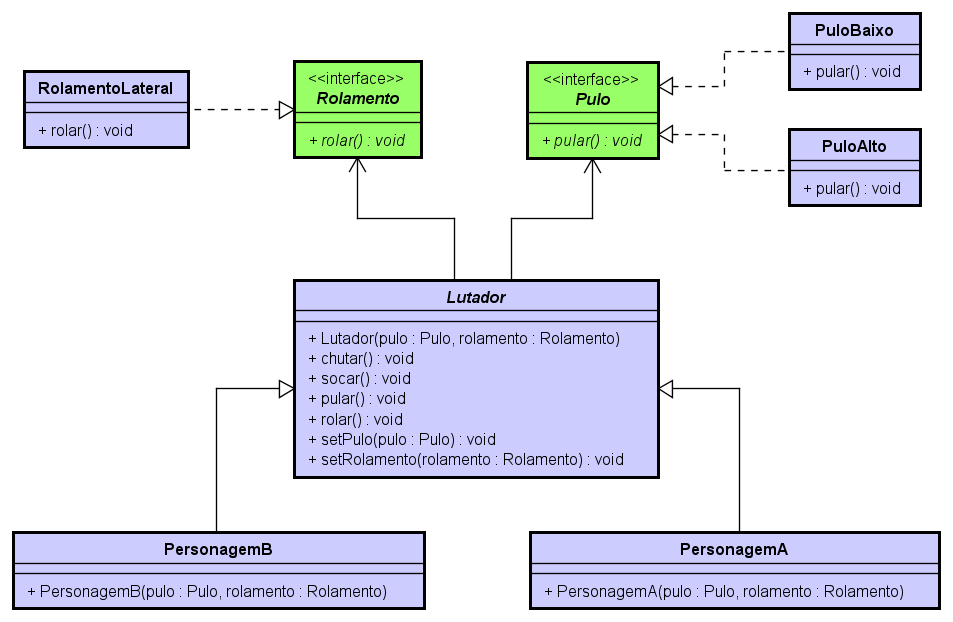 PuloBaixo
+ pular() : void
RolamentoLateral
+ rolar() : void
<<interface>>
Rolamento
+ rolar() : void
<<interface>>
Pulo
+ pular() : void
PuloAlto
+ pular() : void
Lutador
+ Lutador(pulo : Pulo, rolamento : Rolamento)
+ chutar() : void
+ socar() : void
+ pular() : void
+ rolar() : void
+ setPulo(pulo : Pulo) : void
+ setRolamento(rolamento : Rolamento) : void
PersonagemB
+ PersonagemB(pulo : Pulo, rolamento : Rolamento)
PersonagemA
+ PersonagemA(pulo : Pulo, rolamento : Rolamento)